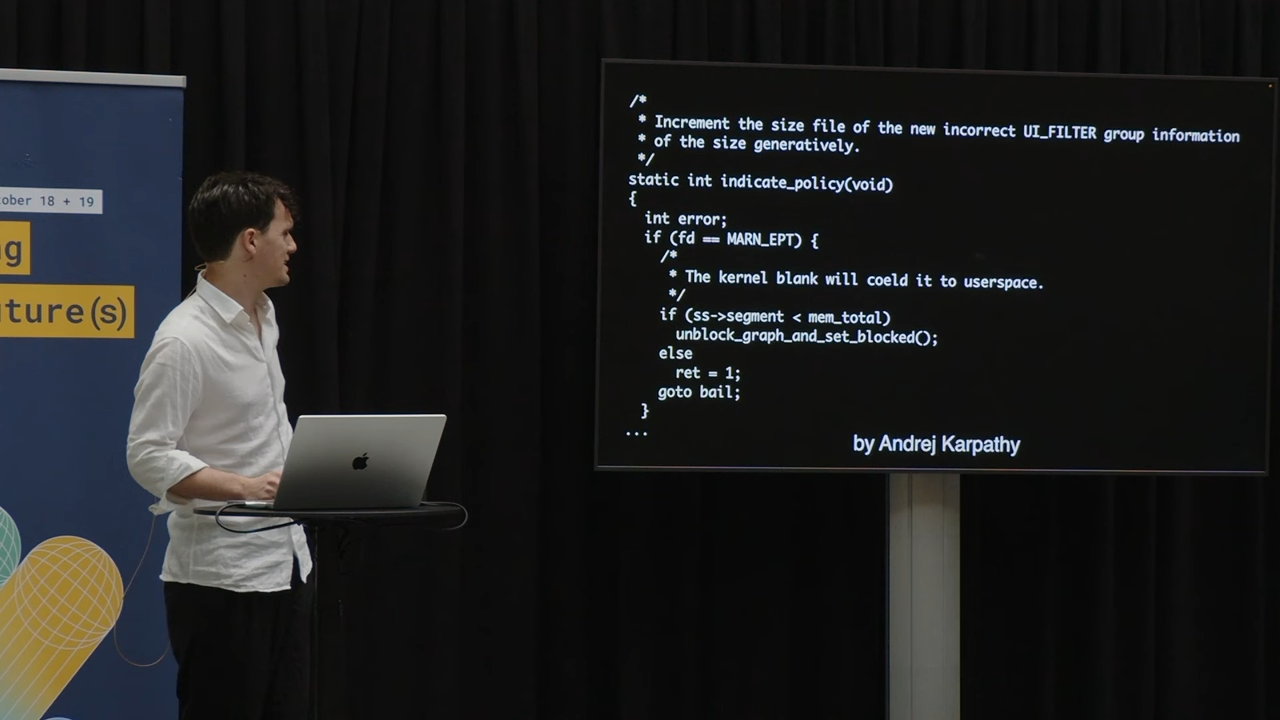 ober 18 + 19
g
uture(s)
/*
* Increment the size file of the new incorrect UI_FILTER group information
* of the size generatively.
*/
static int indicate_policy(void)
{
int error;
if (fd == MARN_EPT) {
/*
* The kernel blank will coeld it to userspace.
*/
if (ss->segment < mem_total)
unblock_graph_and_set_blocked();
else
ret = 1;
goto bail;
}
...
by Andrej Karpathy